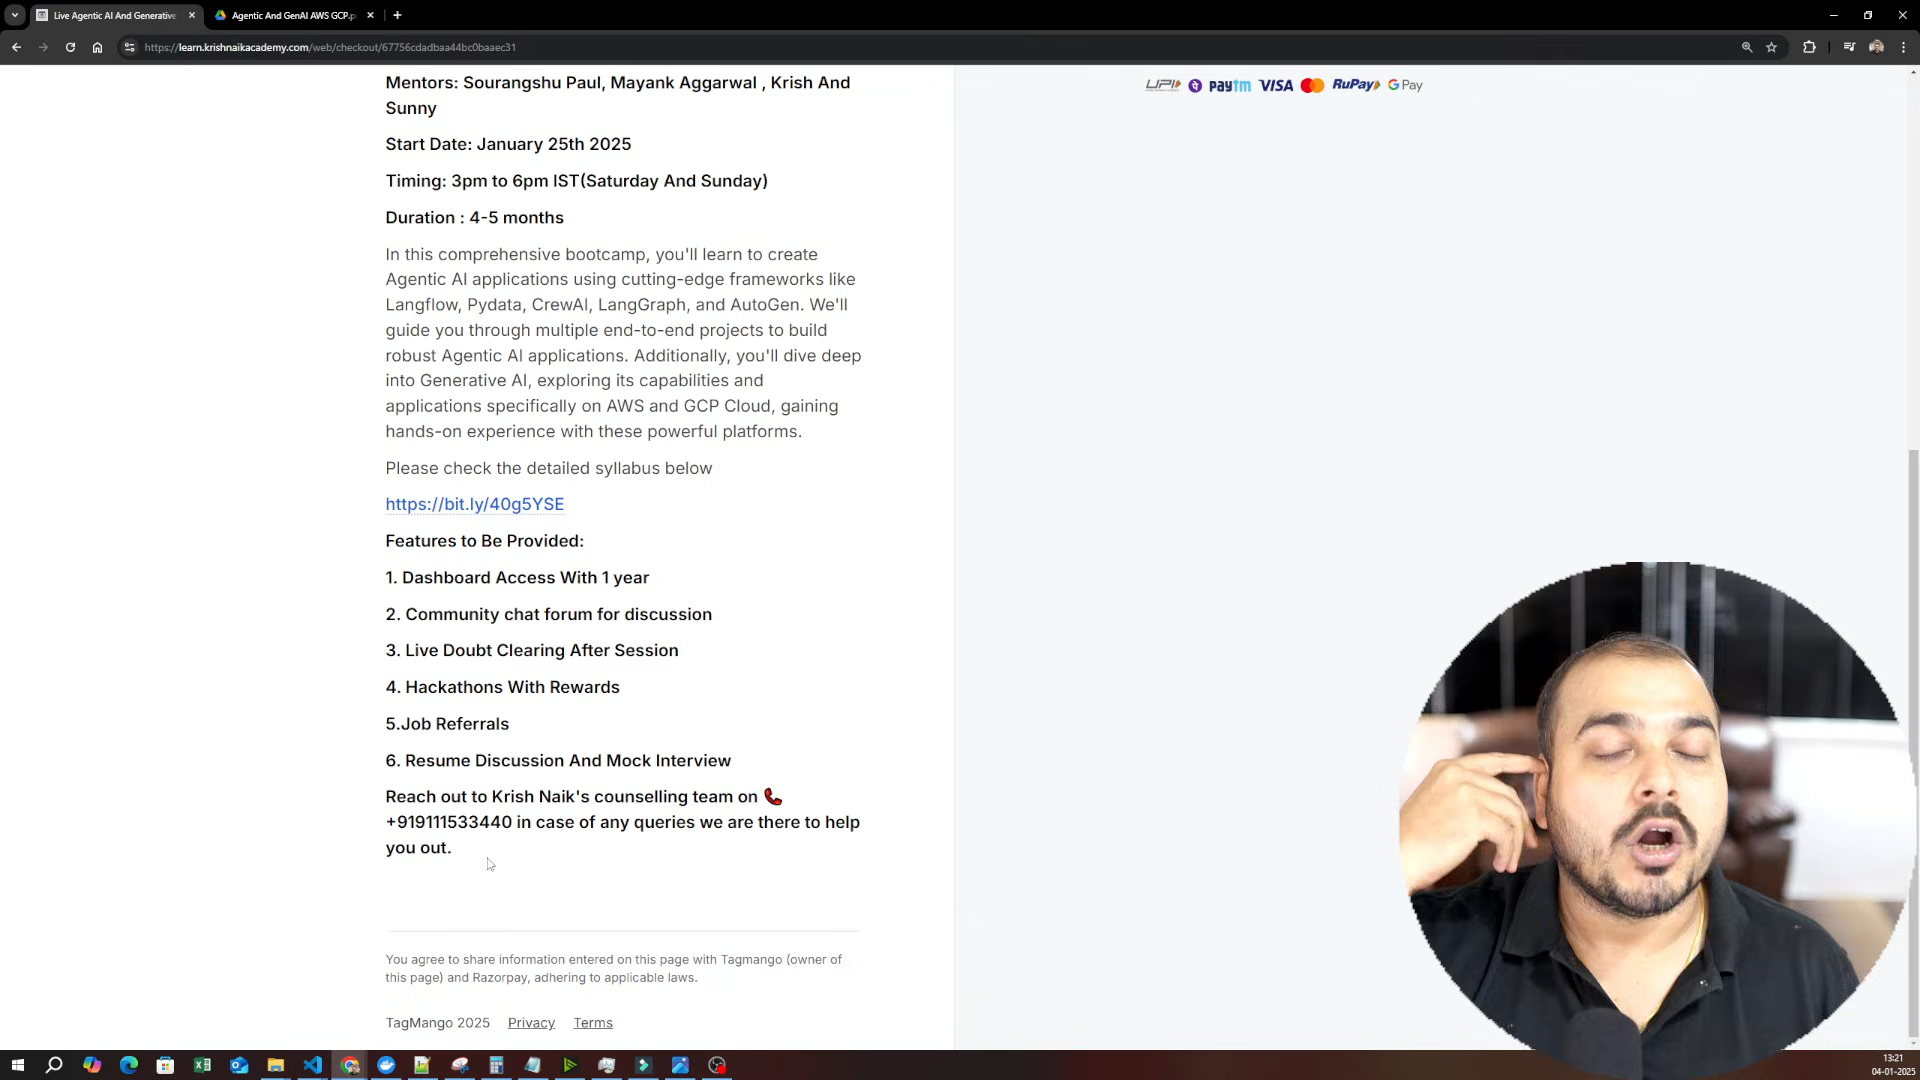 Live Agentic AI And Generative
Agentic And GenAI AWS GCP.p
https://learn.krishnaikacademy.com/web/checkout/67756cdadbaa44bc0baaec31
Mentors: Sourangshu Paul, Mayank Aggarwal , Krish And
Sunny
UPI paytm VISA RuPay G Pay
Start Date: January 25th 2025
Timing: 3pm to 6pm IST(Saturday And Sunday)
Duration : 4-5 months
In this comprehensive bootcamp, you'll learn to create
Agentic AI applications using cutting-edge frameworks like
Langflow, Pydata, CrewAI, LangGraph, and AutoGen. We'll
guide you through multiple end-to-end projects to build
robust Agentic AI applications. Additionally, you'll dive deep
into Generative AI, exploring its capabilities and
applications specifically on AWS and GCP Cloud, gaining
hands-on experience with these powerful platforms.
Please check the detailed syllabus below
https://bit.ly/40g5YSE
Features to Be Provided:
1. Dashboard Access With 1 year
2. Community chat forum for discussion
3. Live Doubt Clearing After Session
4. Hackathons With Rewards
5.Job Referrals
6. Resume Discussion And Mock Interview
Reach out to Krish Naik's counselling team on 📞
+919111533440 in case of any queries we are there to help
you out.
You agree to share information entered on this page with Tagmango (owner of
this page) and Razorpay, adhering to applicable laws.
TagMango 2025 Privacy Terms
13:21
04-01-2025